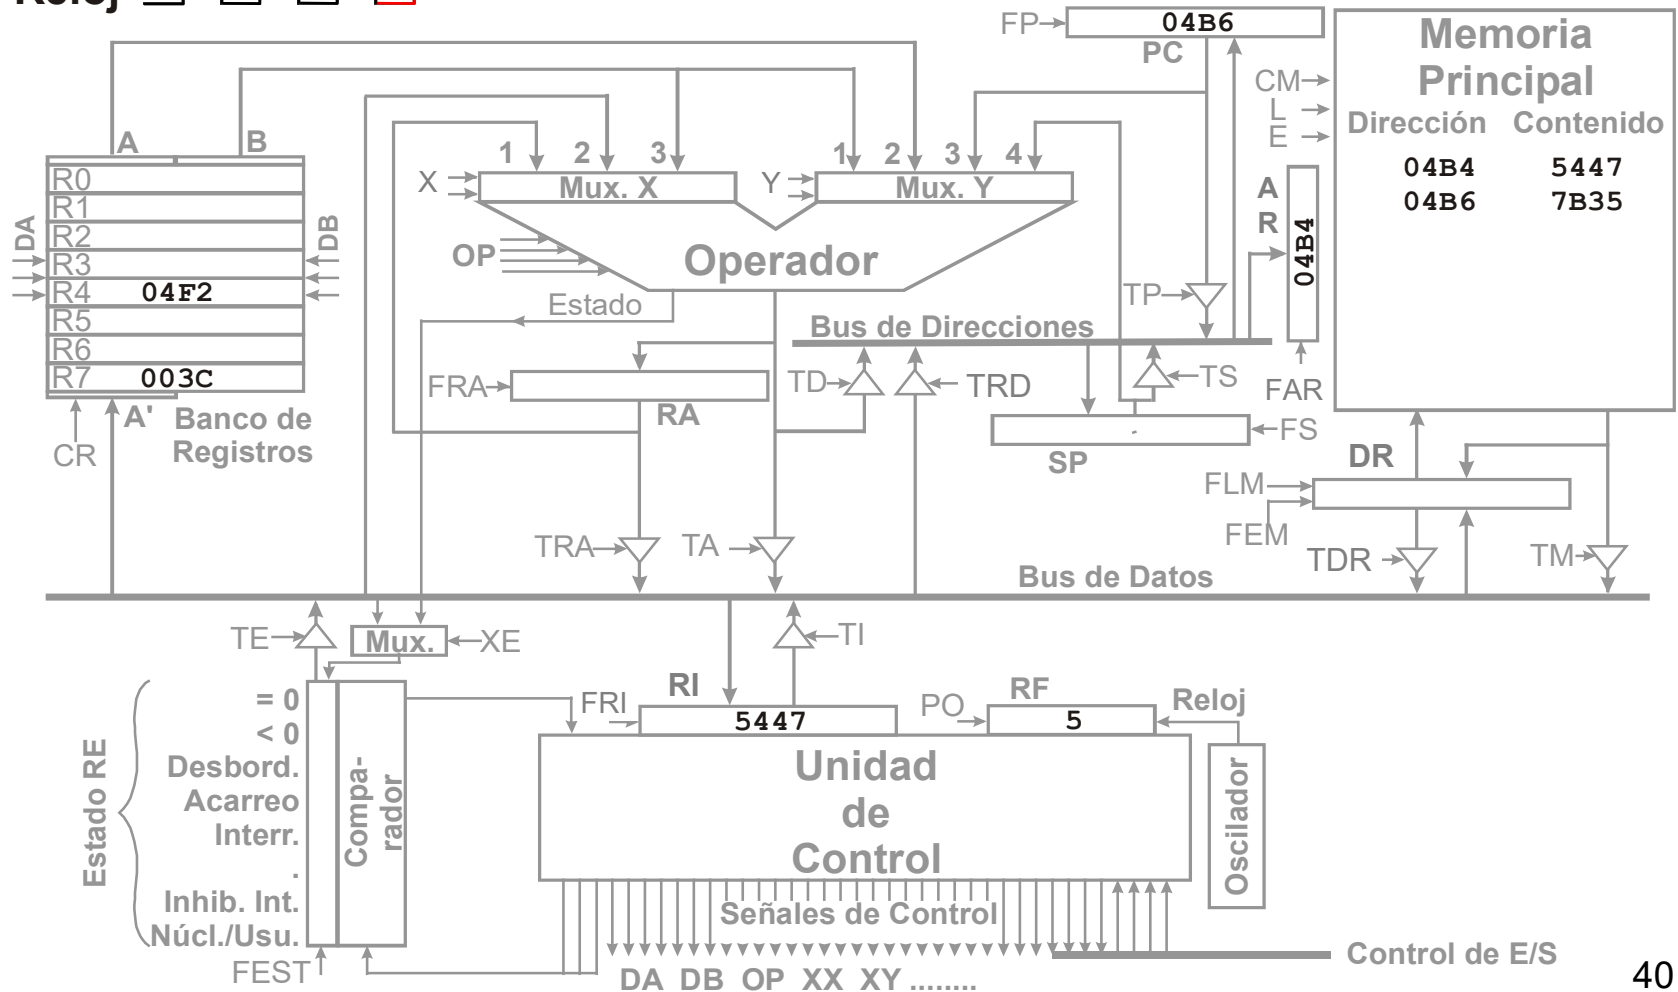 Reloj
FP
04B6
PC
Memoria
Principal
Dirección Contenido
04B4 5447
04B6 7B35
CM
L
E
A B
R0
R1
R2
R3
R4 04F2
R5
R6
R7 003C
DA
DB
CR
A'
Banco de
Registros
1 2 3
1 2 3 4
X
Mux. X
Y
Mux. Y
OP
Operador
Estado
A
R
04B4
FAR
TP
Bus de Direcciones
FRA
RA
TD
TRD
TS
SP
FS
DR
FLM
FEM
TRA
TA
TDR
TM
Bus de Datos
TE
Mux.
XE
TI
RI
FRI
5447
PO
RF
5
Reloj
Estado RE
= 0
< 0
Desbord.
Acarreo
Interr.
.
Inhib. Int.
Núcl./Usu.
FEST
Compa-
rador
Unidad
de
Control
Oscilador
Señales de Control
DA DB OP XX XY ........
Control de E/S
40